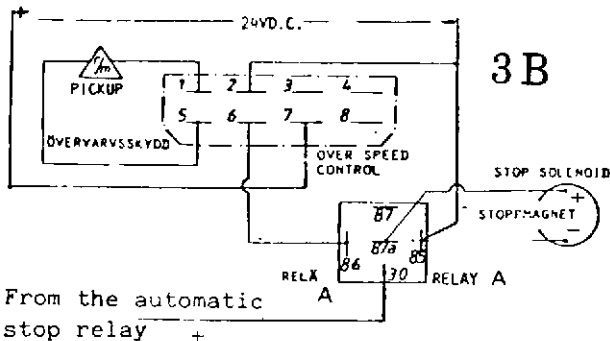 + 24VD.C. -
3B
r/m
PICKUP
1 2 3 4
5 6 7 8
ÖVERVARVSSKYDD
OVER SPEED
CONTROL
STOP SOLENOID
+
STOPPMAGNET
-
87
86 87a 85
30
RELÄ A
RELAY A
From the automatic
stop relay +